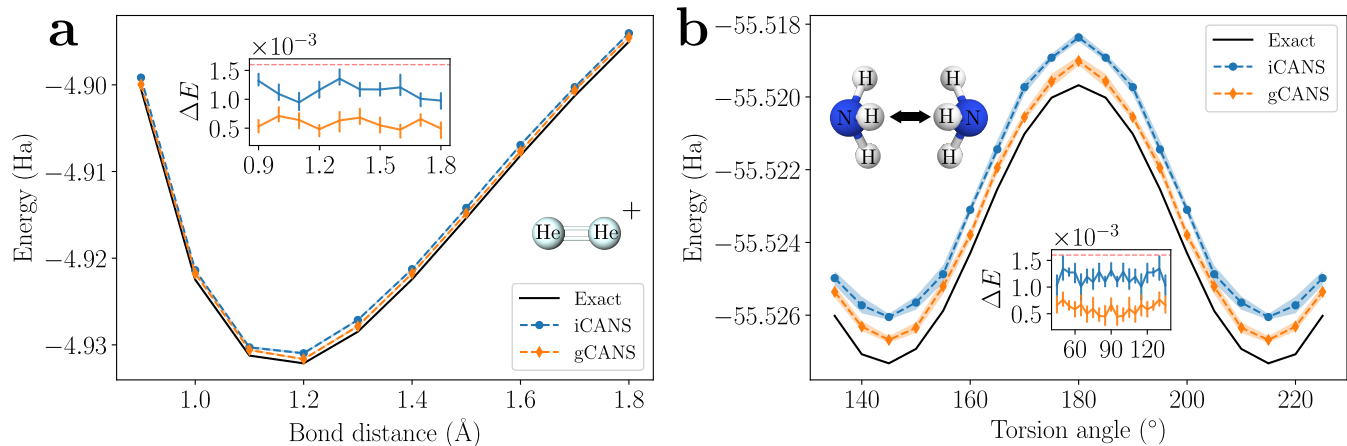 a
Energy (Ha)
−4.90
−4.91
−4.92
−4.93
×10⁻³
ΔE
1.5
1.0
0.5
0.9 1.2 1.5 1.8
He He +
Exact
iCANS
gCANS
1.0 1.2 1.4 1.6 1.8
Bond distance (Å)
b
Energy (Ha)
−55.518
−55.520
−55.522
−55.524
−55.526
Exact
iCANS
gCANS
H H
N H H N
H H
×10⁻³
ΔE
1.5
1.0
0.5
60 90 120
140 160 180 200 220
Torsion angle (°)